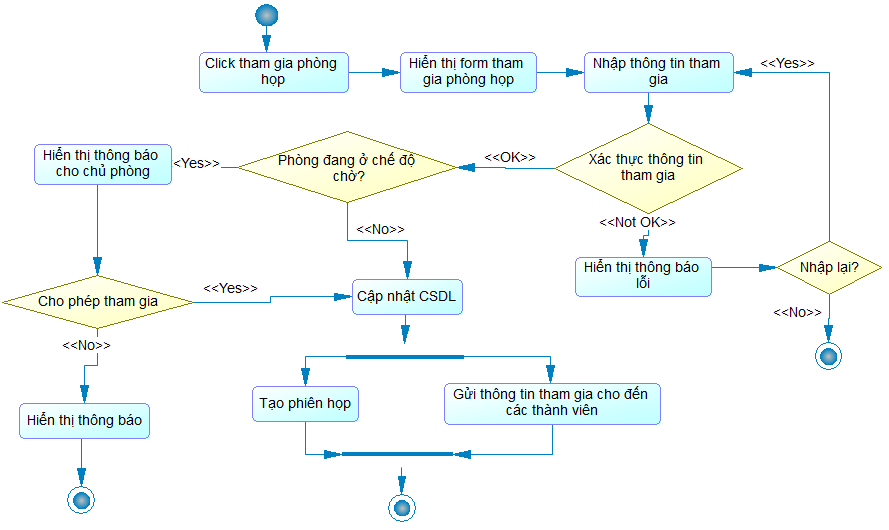 Click tham gia phòng
họp
Hiển thị form tham
gia phòng họp
Nhập thông tin tham
gia
<<Yes>>
Hiển thị thông báo
cho chủ phòng
<Yes>>
Phòng đang ở chế độ
chờ?
<<OK>>
Xác thực thông tin
tham gia
<<No>>
<<Not OK>>
Hiển thị thông báo
lỗi
Nhập lại?
Cho phép tham gia
<<Yes>>
Cập nhật CSDL
<<No>>
<<No>>
Hiển thị thông báo
Tạo phiên họp
Gửi thông tin tham gia cho đến
các thành viên